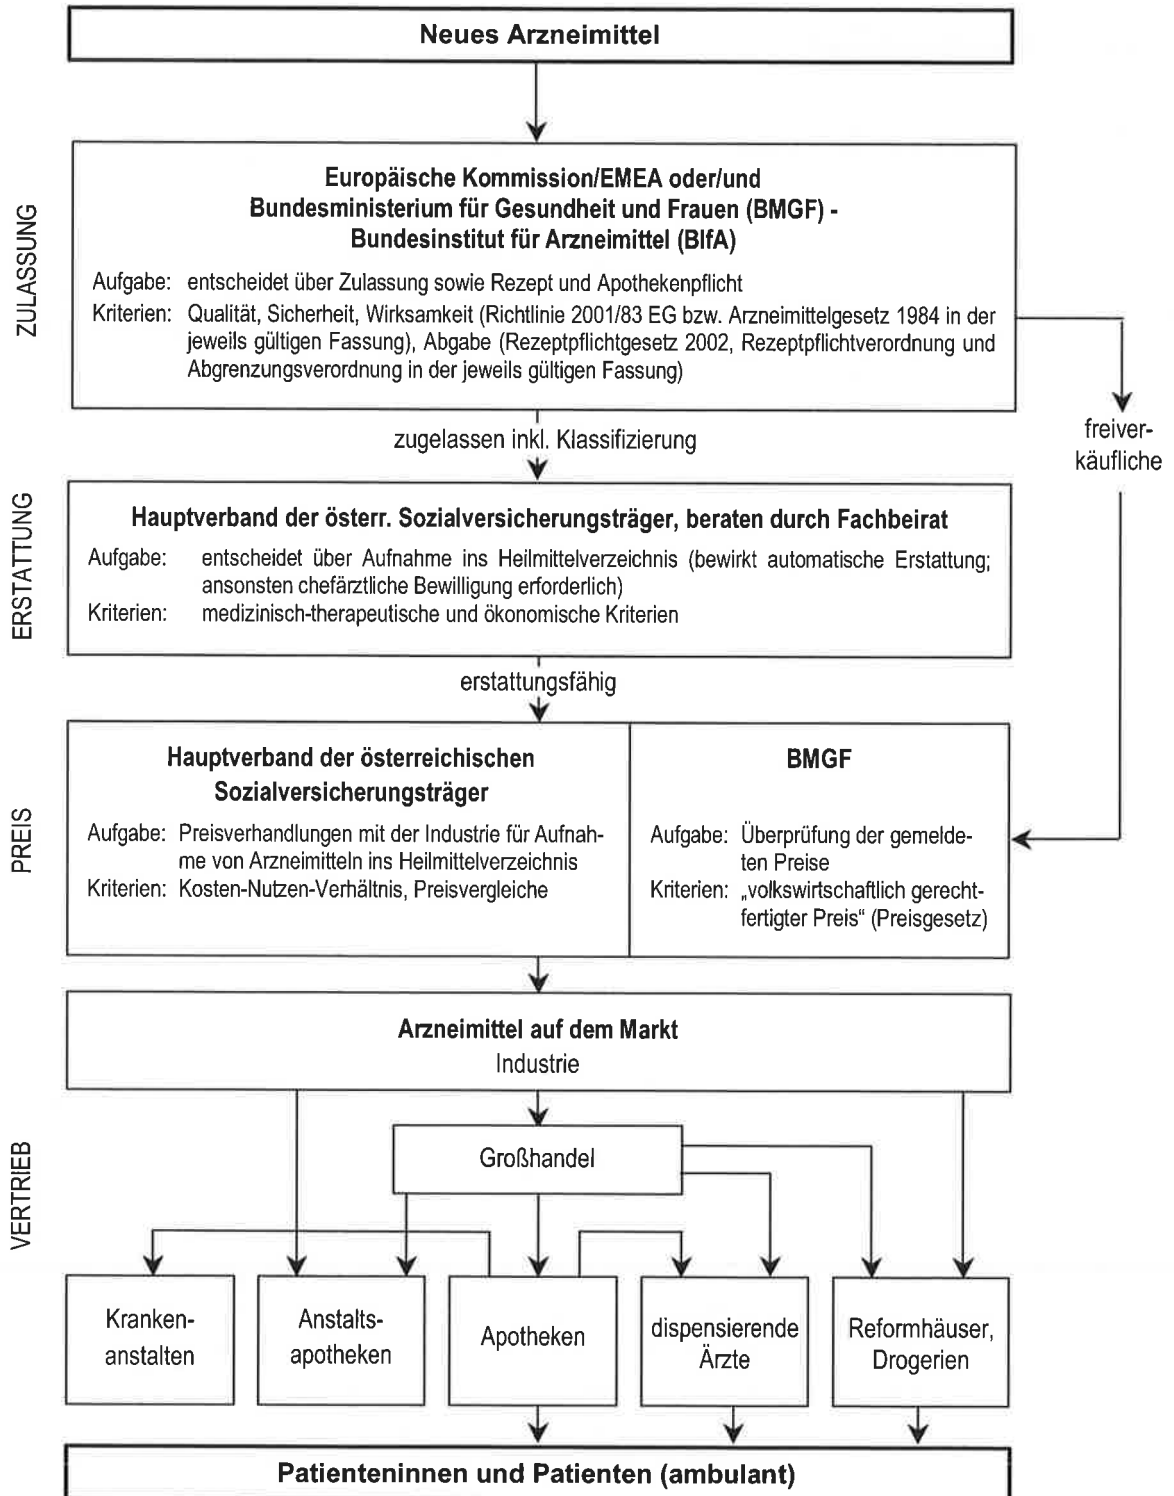 Neues Arzneimittel
ZULASSUNG
Europäische Kommission/EMEA oder/und
Bundesministerium für Gesundheit und Frauen (BMGF) -
Bundesinstitut für Arzneimittel (BIfA)
Aufgabe: entscheidet über Zulassung sowie Rezept und Apothekenpflicht
Kriterien: Qualität, Sicherheit, Wirksamkeit (Richtlinie 2001/83 EG bzw. Arzneimittelgesetz 1984 in der
jeweils gültigen Fassung), Abgabe (Rezeptpflichtgesetz 2002, Rezeptpflichtverordnung und
Abgrenzungsverordnung in der jeweils gültigen Fassung)
zugelassen inkl. Klassifizierung
freiver-
käufliche
ERSTATTUNG
Hauptverband der österr. Sozialversicherungsträger, beraten durch Fachbeirat
Aufgabe: entscheidet über Aufnahme ins Heilmittelverzeichnis (bewirkt automatische Erstattung;
ansonsten chefärztliche Bewilligung erforderlich)
Kriterien: medizinisch-therapeutische und ökonomische Kriterien
erstattungsfähig
PREIS
Hauptverband der österreichischen
Sozialversicherungsträger
Aufgabe: Preisverhandlungen mit der Industrie für Aufnah-
me von Arzneimitteln ins Heilmittelverzeichnis
Kriterien: Kosten-Nutzen-Verhältnis, Preisvergleiche
BMGF
Aufgabe: Überprüfung der gemelde-
ten Preise
Kriterien: „volkswirtschaftlich gerecht-
fertigter Preis“ (Preisgesetz)
Arzneimittel auf dem Markt
Industrie
VERTRIEB
Großhandel
Kranken-
anstalten
Anstalts-
apotheken
Apotheken
dispensierende
Ärzte
Reformhäuser,
Drogerien
Patienteninnen und Patienten (ambulant)